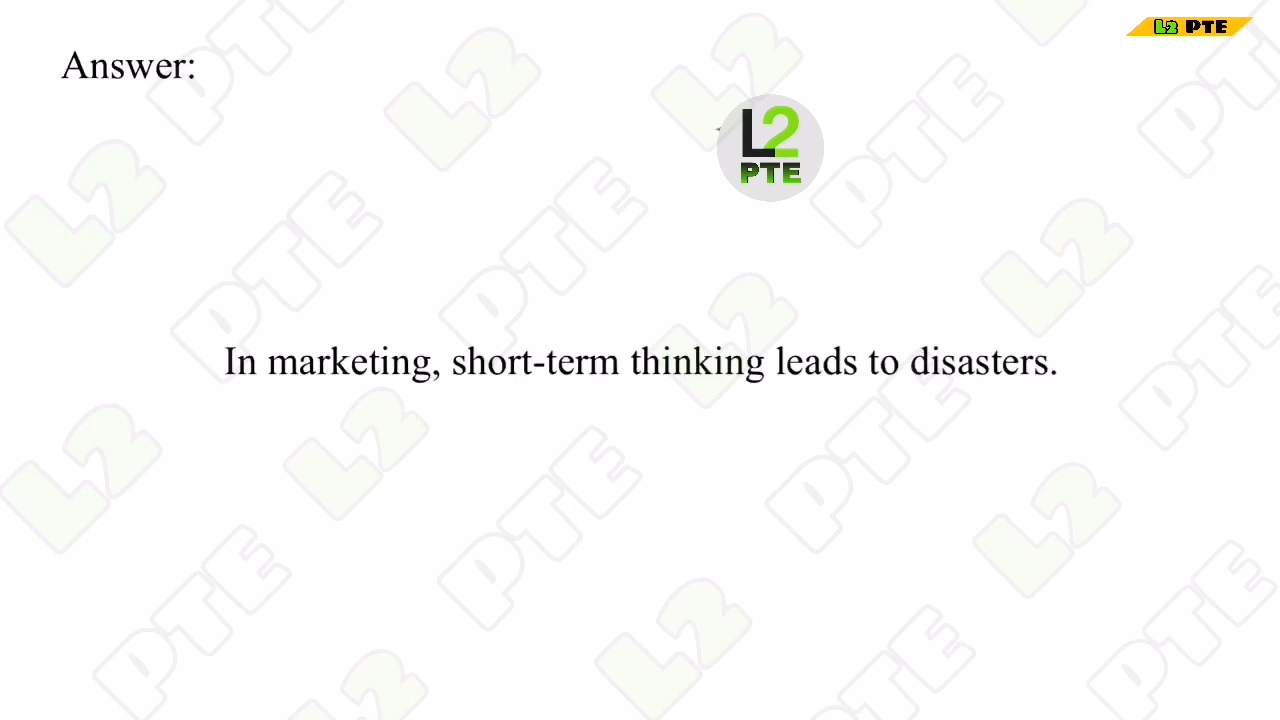 L2 PTE
Answer:
L2
PTE
In marketing, short-term thinking leads to disasters.